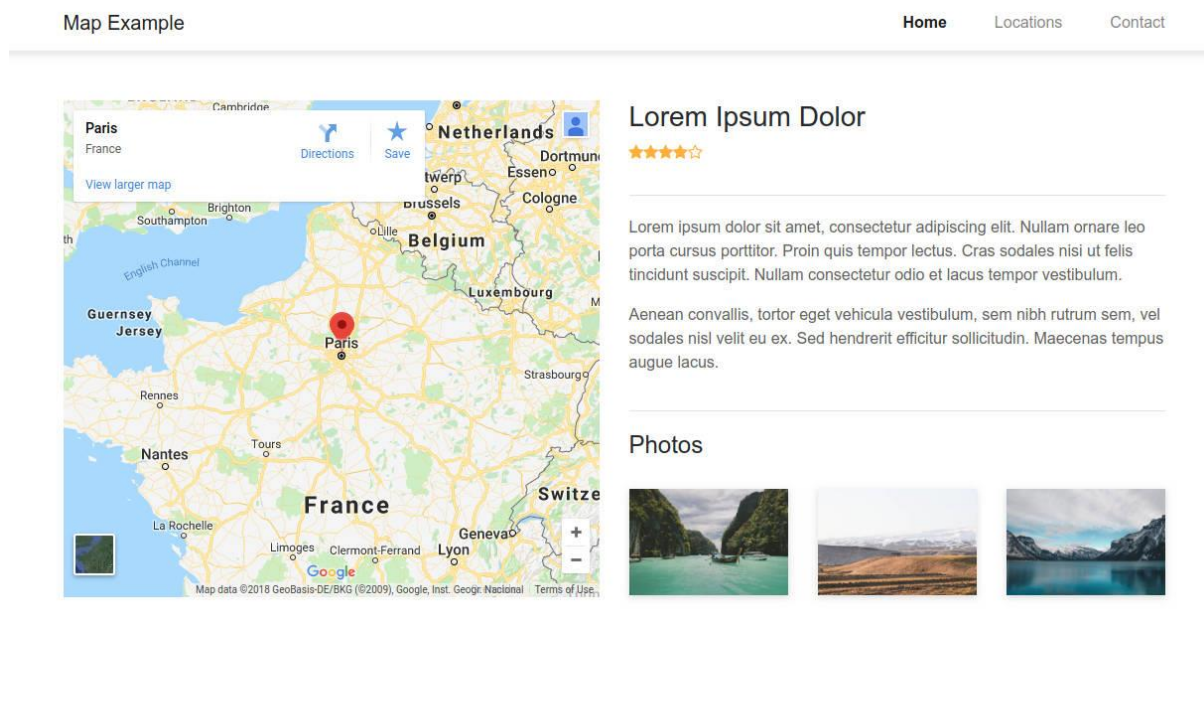 Map Example
Home Locations Contact
Cambridge
Paris
France
Directions
Save
View larger map
Netherlands
Dortmun
Essen
twerp
Brussels
Cologne
Brighton
Southampton
Lille
Belgium
th
English Channel
Luxembourg
M
Guernsey
Jersey
Paris
Strasbourg
Rennes
Nantes
Tours
France
Switze
La Rochelle
Geneva
Limoges
Clermont-Ferrand
Lyon
+
−
Google
Map data ©2018 GeoBasis-DE/BKG (©2009), Google, Inst. Geogr. Nacional
Terms of Use
Lorem Ipsum Dolor
Lorem ipsum dolor sit amet, consectetur adipiscing elit. Nullam ornare leo
porta cursus porttitor. Proin quis tempor lectus. Cras sodales nisi ut felis
tincidunt suscipit. Nullam consectetur odio et lacus tempor vestibulum.
Aenean convallis, tortor eget vehicula vestibulum, sem nibh rutrum sem, vel
sodales nisl velit eu ex. Sed hendrerit efficitur sollicitudin. Maecenas tempus
augue lacus.
Photos